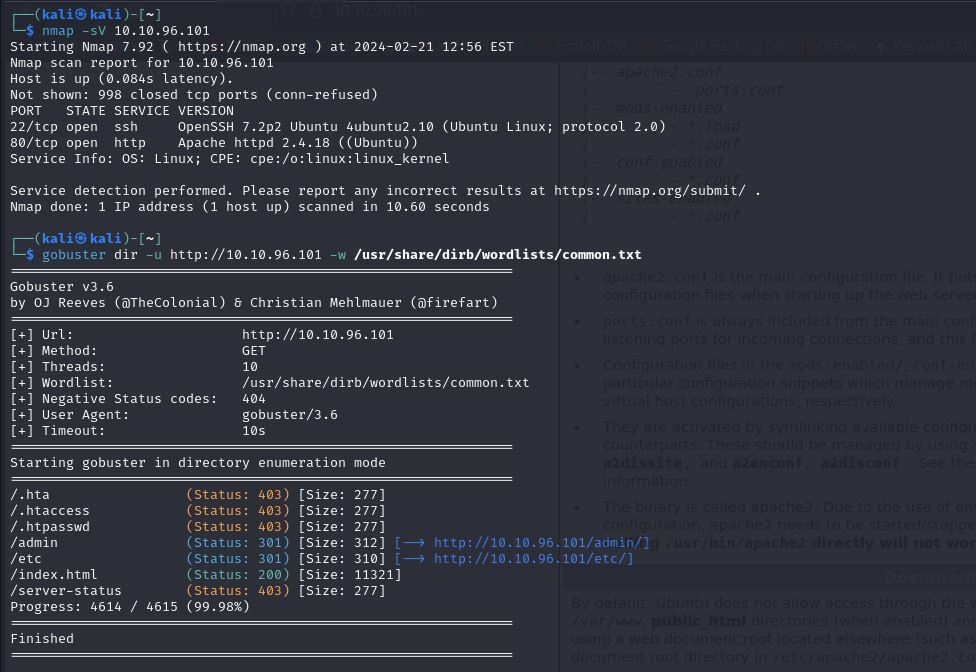 ┌──(kali㉿kali)-[~]
└─$ nmap -sV 10.10.96.101
Starting Nmap 7.92 ( https://nmap.org ) at 2024-02-21 12:56 EST
Nmap scan report for 10.10.96.101
Host is up (0.084s latency).
Not shown: 998 closed tcp ports (conn-refused)
PORT   STATE SERVICE VERSION
22/tcp open  ssh     OpenSSH 7.2p2 Ubuntu 4ubuntu2.10 (Ubuntu Linux; protocol 2.0)
80/tcp open  http    Apache httpd 2.4.18 ((Ubuntu))
Service Info: OS: Linux; CPE: cpe:/o:linux:linux_kernel
Service detection performed. Please report any incorrect results at https://nmap.org/submit/ .
Nmap done: 1 IP address (1 host up) scanned in 10.60 seconds
┌──(kali㉿kali)-[~]
└─$ gobuster dir -u http://10.10.96.101 -w /usr/share/dirb/wordlists/common.txt
Gobuster v3.6
by OJ Reeves (@TheColonial) & Christian Mehlmauer (@firefart)
[+] Url:                     http://10.10.96.101
[+] Method:                  GET
[+] Threads:                 10
[+] Wordlist:                /usr/share/dirb/wordlists/common.txt
[+] Negative Status codes:   404
[+] User Agent:              gobuster/3.6
[+] Timeout:                 10s
Starting gobuster in directory enumeration mode
/.hta                 (Status: 403) [Size: 277]
/.htaccess            (Status: 403) [Size: 277]
/.htpasswd            (Status: 403) [Size: 277]
/admin                (Status: 301) [Size: 312] [--> http://10.10.96.101/admin/]
/etc                  (Status: 301) [Size: 310] [--> http://10.10.96.101/etc/]
/index.html           (Status: 200) [Size: 11321]
/server-status        (Status: 403) [Size: 277]
Progress: 4614 / 4615 (99.98%)
Finished
10.10.96.101
Exploit-DB
Google Hacking DB
OffSec
Payloads All
|-- apache2.conf
|       `-- ports.conf
|-- mods-enabled
|-- *.load
`-- *.conf
|-- conf-enabled
`-- *.conf
|-- sites-enabled
|       `-- *.conf
apache2.conf is the main configuration file. It puts
configuration files when starting up the web server
ports.conf is always included from the main conf
listening ports for incoming connections, and this f
Configuration files in the mods-enabled/, conf-en
particular configuration snippets which manage mo
virtual host configurations, respectively.
They are activated by symlinking available configu
counterparts. These should be managed by using
a2dissite, and a2enconf, a2disconf . See the
information.
The binary is called apache2. Due to the use of env
configuration, apache2 needs to be started/stoppe
/usr/bin/apache2 directly will not wor
Document
By default, Ubuntu does not allow access through the
/var/www, public_html directories (when enabled) and
using a web document root located elsewhere (such as
document root directory in /etc/apache2/apache2.co